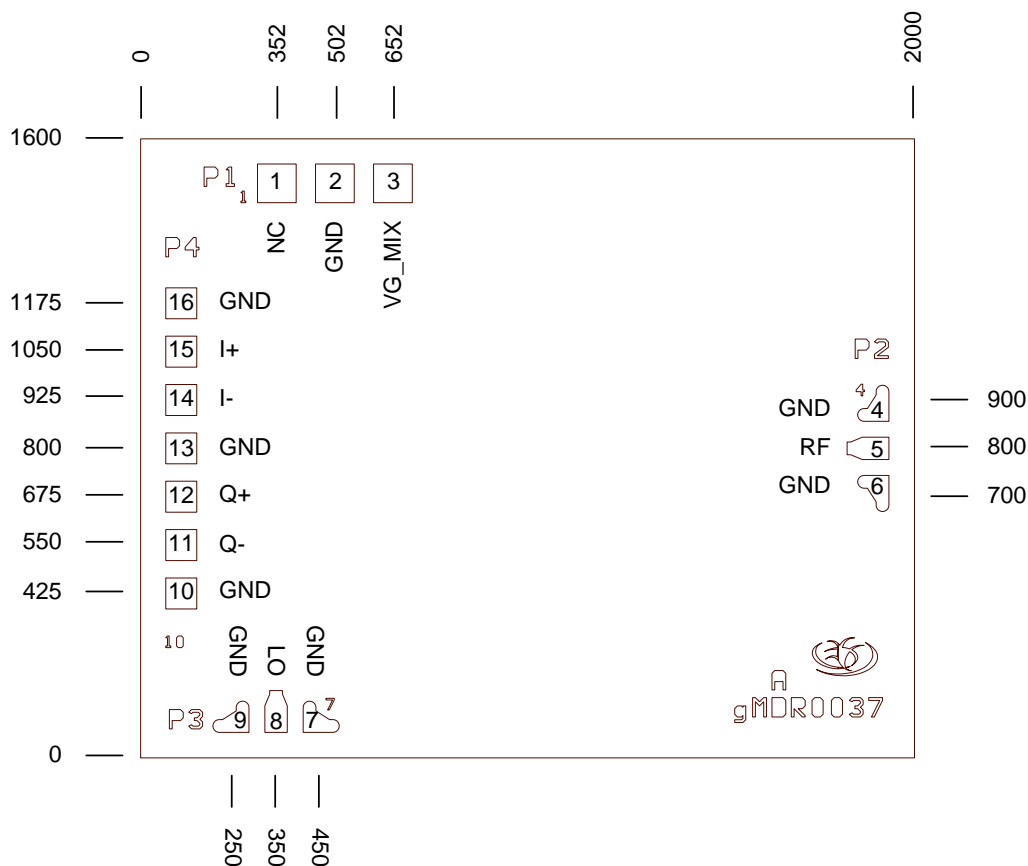 0 352 502 652 2000
1600
P1 1 1 2 3
NC GND VG_MIX
P4
1175 16 GND
1050 15 I+
925 14 I-
800 13 GND
675 12 Q+
550 11 Q-
425 10 GND
P2
4
GND 4 900
RF 5 800
GND 6 700
10
GND LO GND
P3 9 8 7 7
A
gMDR0037
0
250 350 450